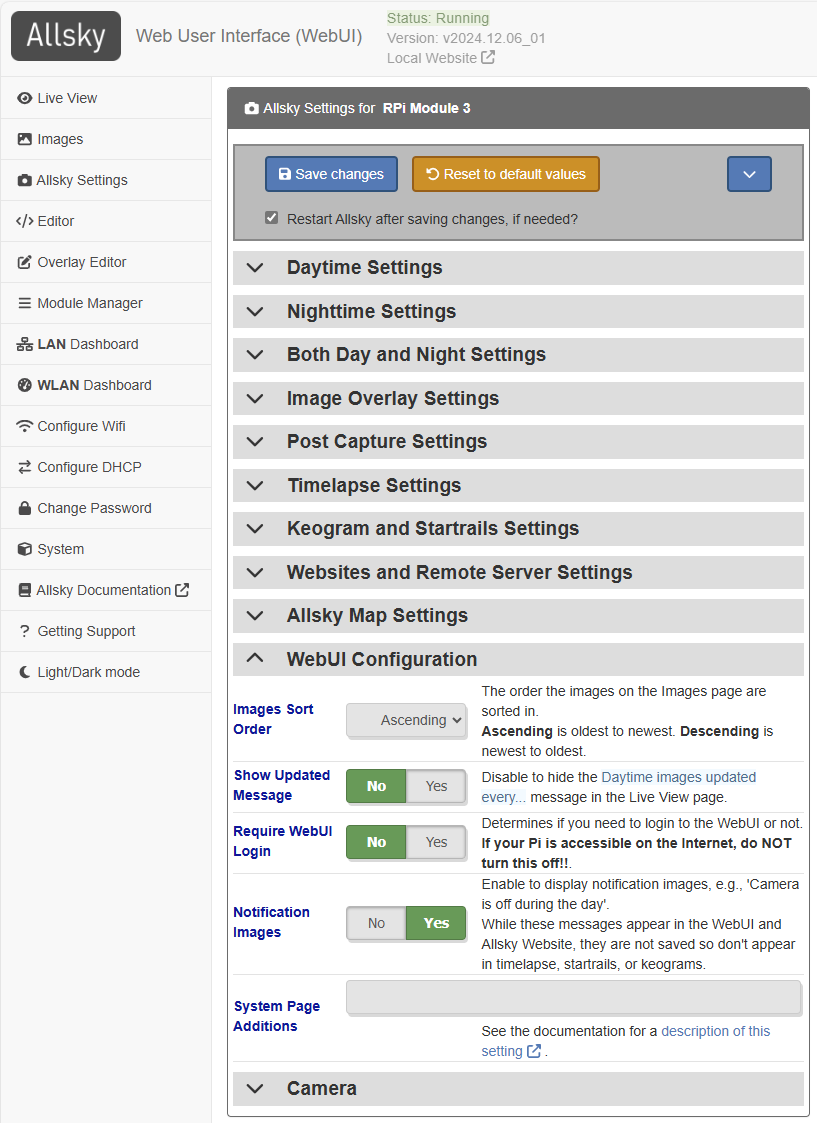 Allsky
Web User Interface (WebUI)
Status: Running
Version: v2024.12.06_01
Local Website
Live View
Images
Allsky Settings
Editor
Overlay Editor
Module Manager
LAN Dashboard
WLAN Dashboard
Configure Wifi
Configure DHCP
Change Password
System
Allsky Documentation
? Getting Support
Light/Dark mode
Allsky Settings for RPi Module 3
Save changes
Reset to default values
Restart Allsky after saving changes, if needed?
Daytime Settings
Nighttime Settings
Both Day and Night Settings
Image Overlay Settings
Post Capture Settings
Timelapse Settings
Keogram and Startrails Settings
Websites and Remote Server Settings
Allsky Map Settings
WebUI Configuration
Images Sort
Order
Ascending
The order the images on the Images page are
sorted in.
Ascending is oldest to newest. Descending is
newest to oldest.
Show Updated
Message
No Yes
Disable to hide the Daytime images updated
every... message in the Live View page.
Require WebUI
Login
No Yes
Determines if you need to login to the WebUI or not.
If your Pi is accessible on the Internet, do NOT
turn this off!!.
Notification
Images
No Yes
Enable to display notification images, e.g., 'Camera
is off during the day'.
While these messages appear in the WebUI and
Allsky Website, they are not saved so don't appear
in timelapse, startrails, or keograms.
System Page
Additions
See the documentation for a description of this
setting .
Camera